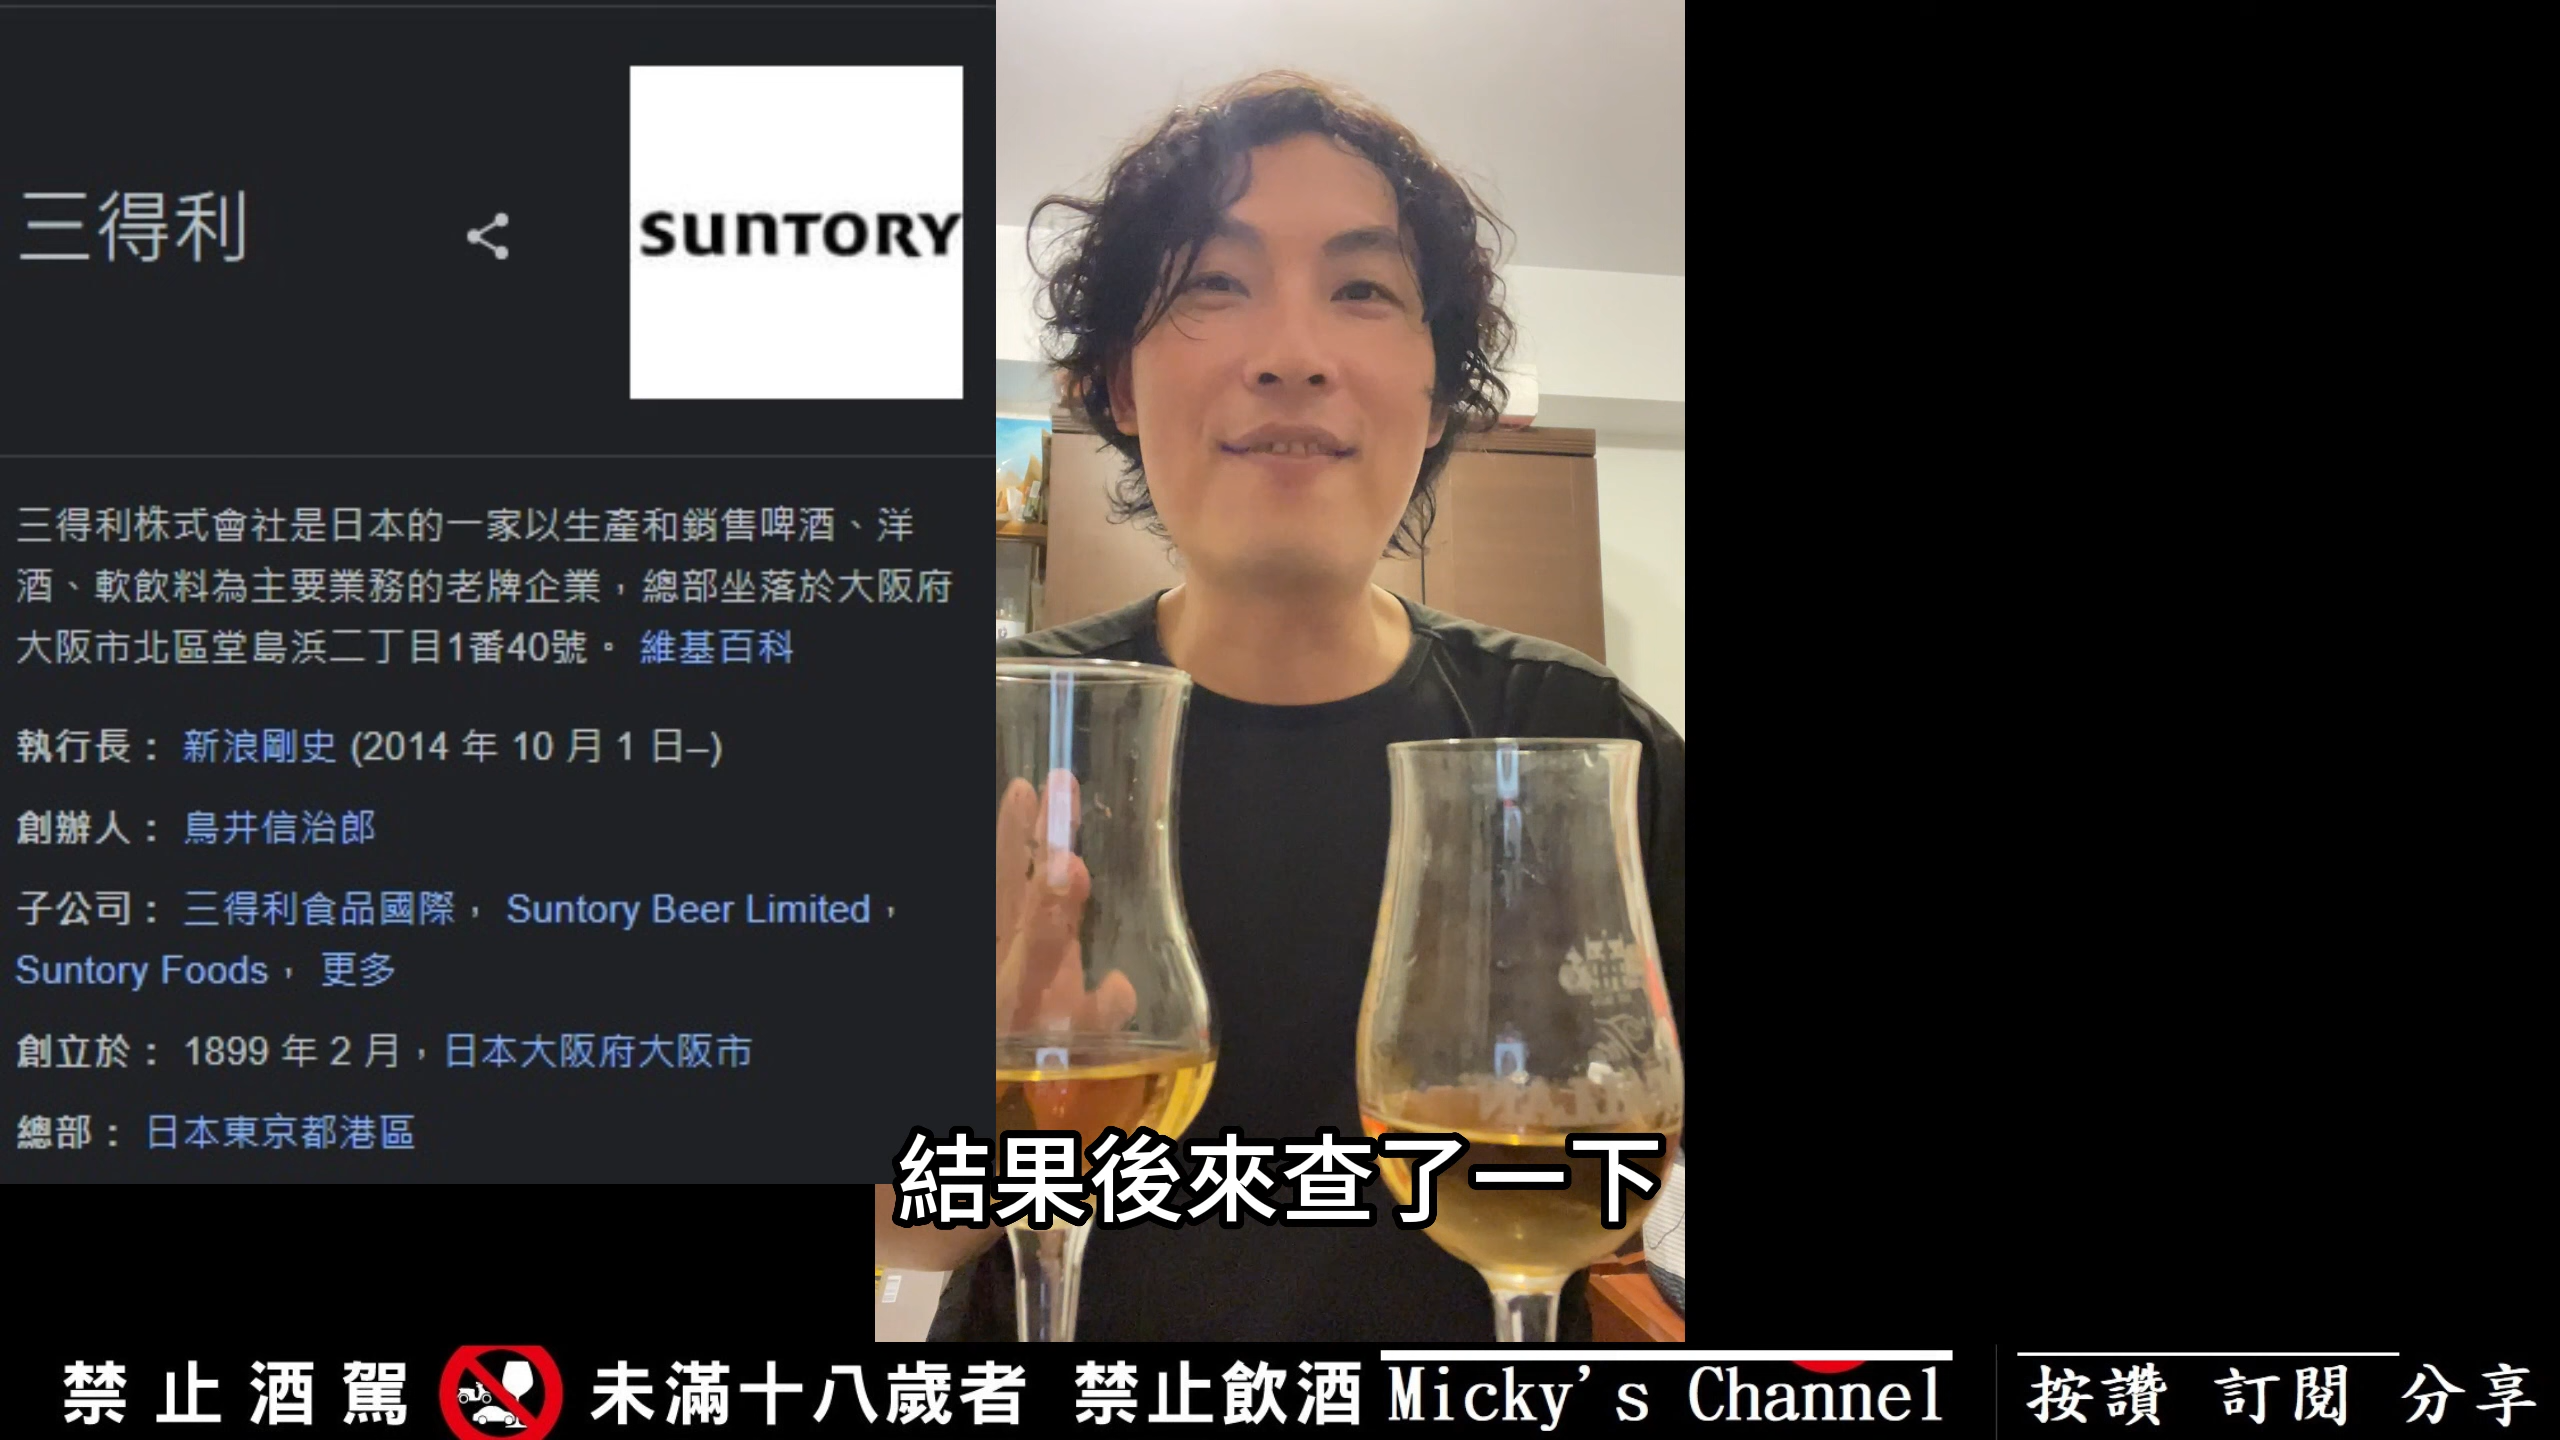 三得利
SUNTORY
三得利株式會社是日本的一家以生產和銷售啤酒、洋
酒、軟飲料為主要業務的老牌企業，總部坐落於大阪府
大阪市北區堂島浜二丁目1番40號。 維基百科
執行長： 新浪剛史 (2014 年 10 月 1 日–)
創辦人： 鳥井信治郎
子公司： 三得利食品國際， Suntory Beer Limited，
Suntory Foods， 更多
創立於： 1899 年 2 月，日本大阪府大阪市
總部： 日本東京都港區
結果後來查了一下
禁止酒駕 未滿十八歲者 禁止飲酒 Micky's Channel 按讚 訂閱 分享